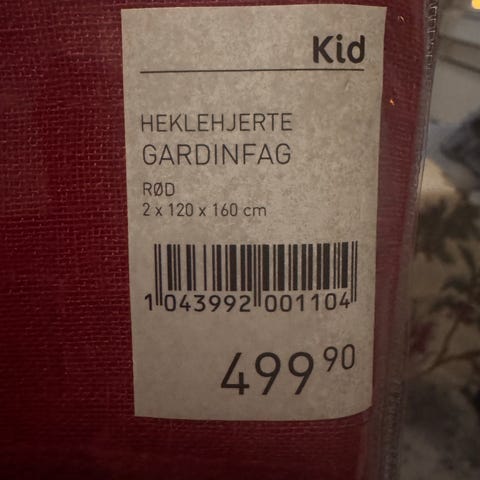 Kid
HEKLEHJERTE
GARDINFAG
RØD
2 x 120 x 160 cm
1 043992 001104
499 90